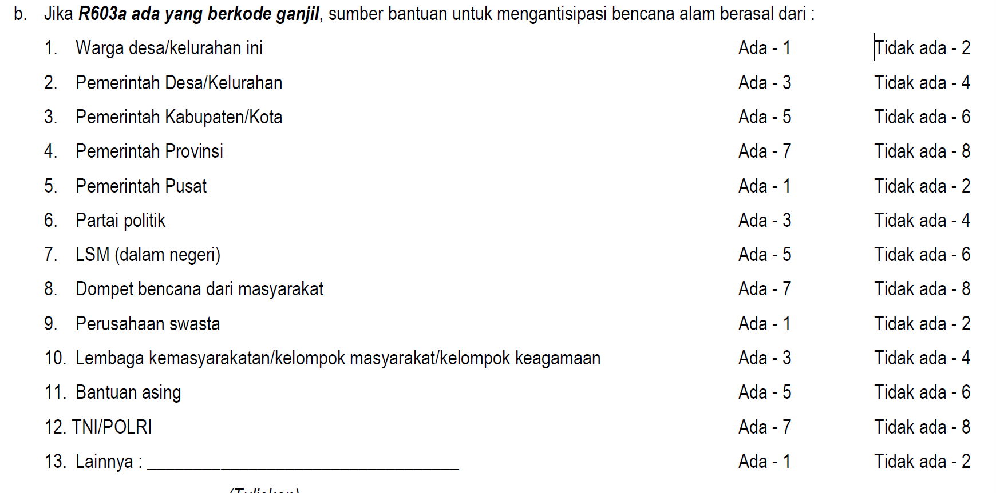 b. Jika R603a ada yang berkode ganjil, sumber bantuan untuk mengantisipasi bencana alam berasal dari :
1. Warga desa/kelurahan ini Ada - 1 Tidak ada - 2
2. Pemerintah Desa/Kelurahan Ada - 3 Tidak ada - 4
3. Pemerintah Kabupaten/Kota Ada - 5 Tidak ada - 6
4. Pemerintah Provinsi Ada - 7 Tidak ada - 8
5. Pemerintah Pusat Ada - 1 Tidak ada - 2
6. Partai politik Ada - 3 Tidak ada - 4
7. LSM (dalam negeri) Ada - 5 Tidak ada - 6
8. Dompet bencana dari masyarakat Ada - 7 Tidak ada - 8
9. Perusahaan swasta Ada - 1 Tidak ada - 2
10. Lembaga kemasyarakatan/kelompok masyarakat/kelompok keagamaan Ada - 3 Tidak ada - 4
11. Bantuan asing Ada - 5 Tidak ada - 6
12. TNI/POLRI Ada - 7 Tidak ada - 8
13. Lainnya : ____________________ Ada - 1 Tidak ada - 2